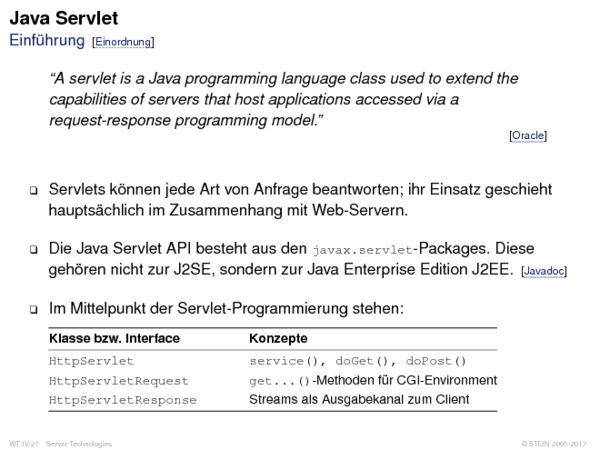 Java Servlet
Einführung [Einordnung]
“A servlet is a Java programming language class used to extend the
capabilities of servers that host applications accessed via a
request-response programming model.”
[Oracle]
❑ Servlets können jede Art von Anfrage beantworten; ihr Einsatz geschieht
hauptsächlich im Zusammenhang mit Web-Servern.
❑ Die Java Servlet API besteht aus den javax.servlet-Packages. Diese
gehören nicht zur J2SE, sondern zur Java Enterprise Edition J2EE. [Javadoc]
❑ Im Mittelpunkt der Servlet-Programmierung stehen:
Klasse bzw. Interface Konzepte
HttpServlet service(), doGet(), doPost()
HttpServletRequest get...()-Methoden für CGI-Environment
HttpServletResponse Streams als Ausgabekanal zum Client
WT:IV-27 Server Technologies © STEIN 2005-2017